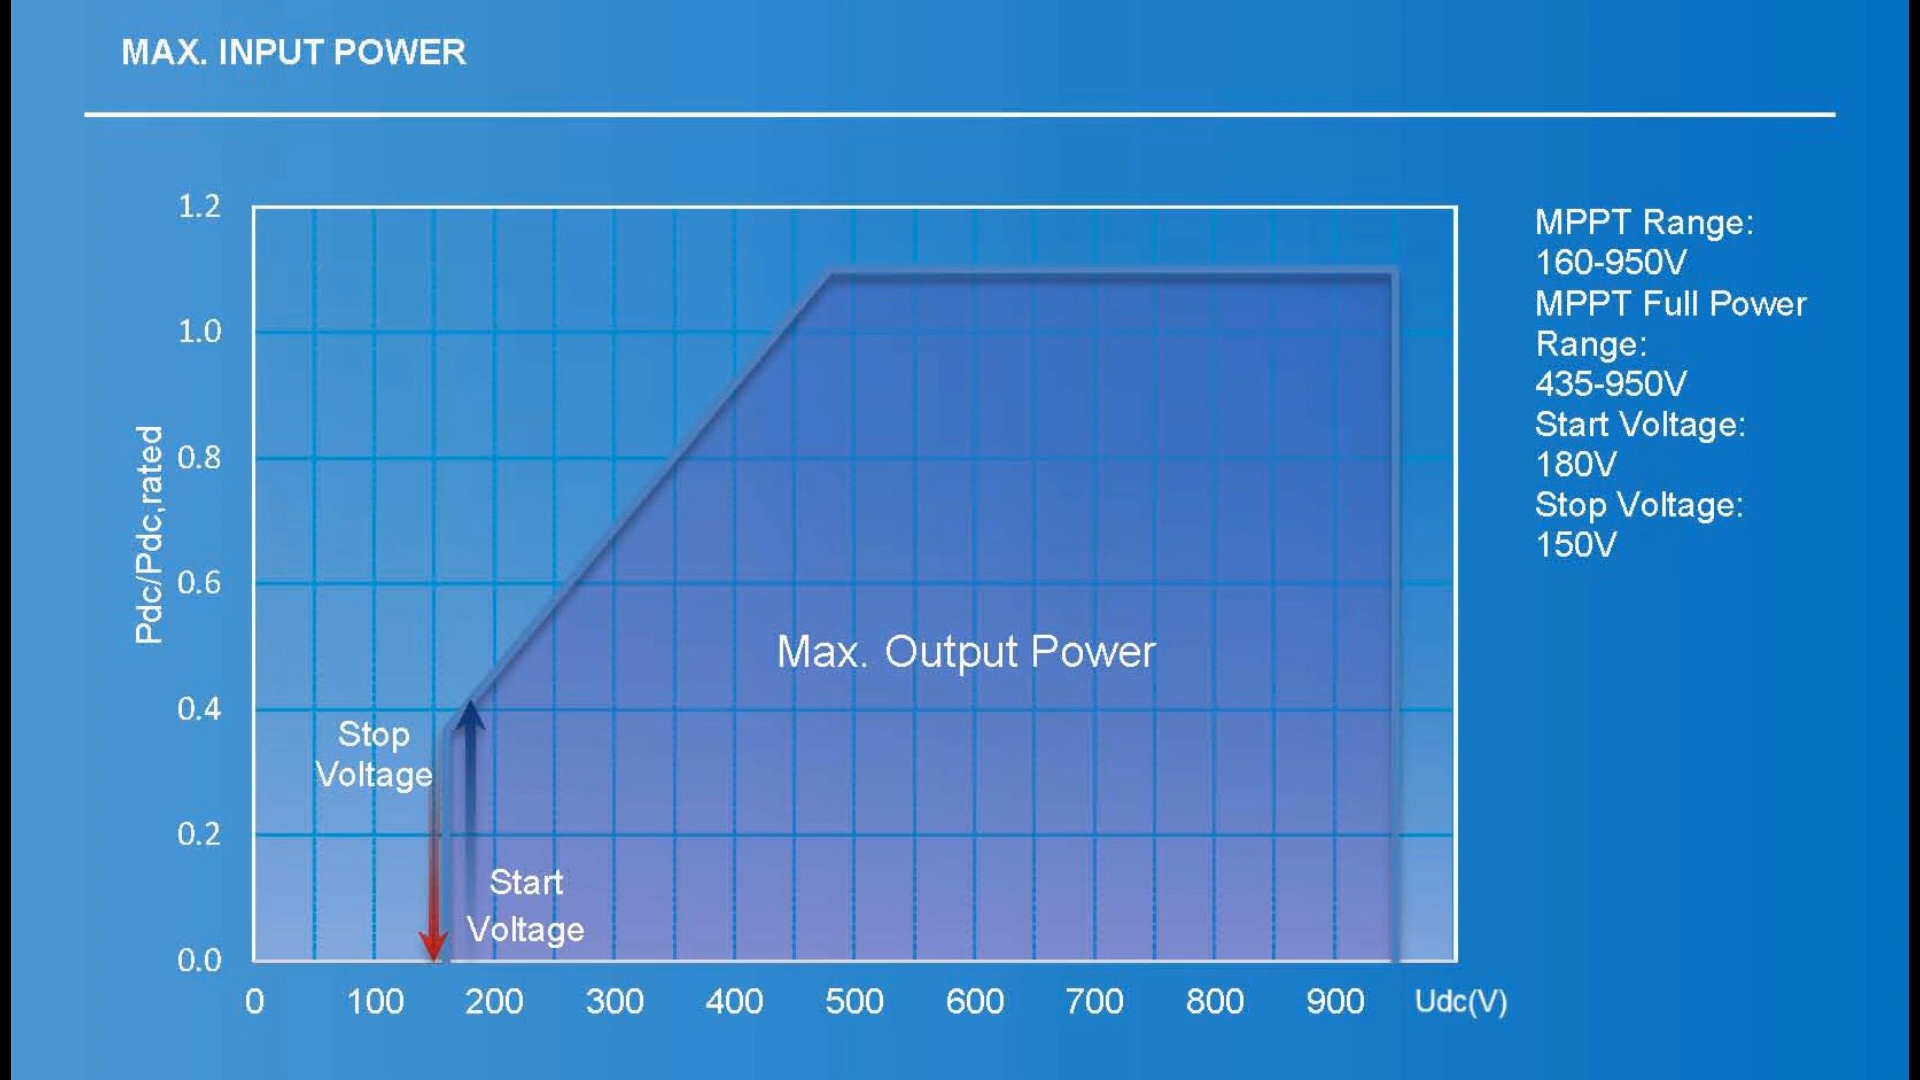 MAX. INPUT POWER
1.2
1.0
0.8
0.6
0.4
0.2
0.0
Pdc/Pdc,rated
Stop
Voltage
Start
Voltage
Max. Output Power
0 100 200 300 400 500 600 700 800 900 Udc(V)
MPPT Range:
160-950V
MPPT Full Power
Range:
435-950V
Start Voltage:
180V
Stop Voltage:
150V